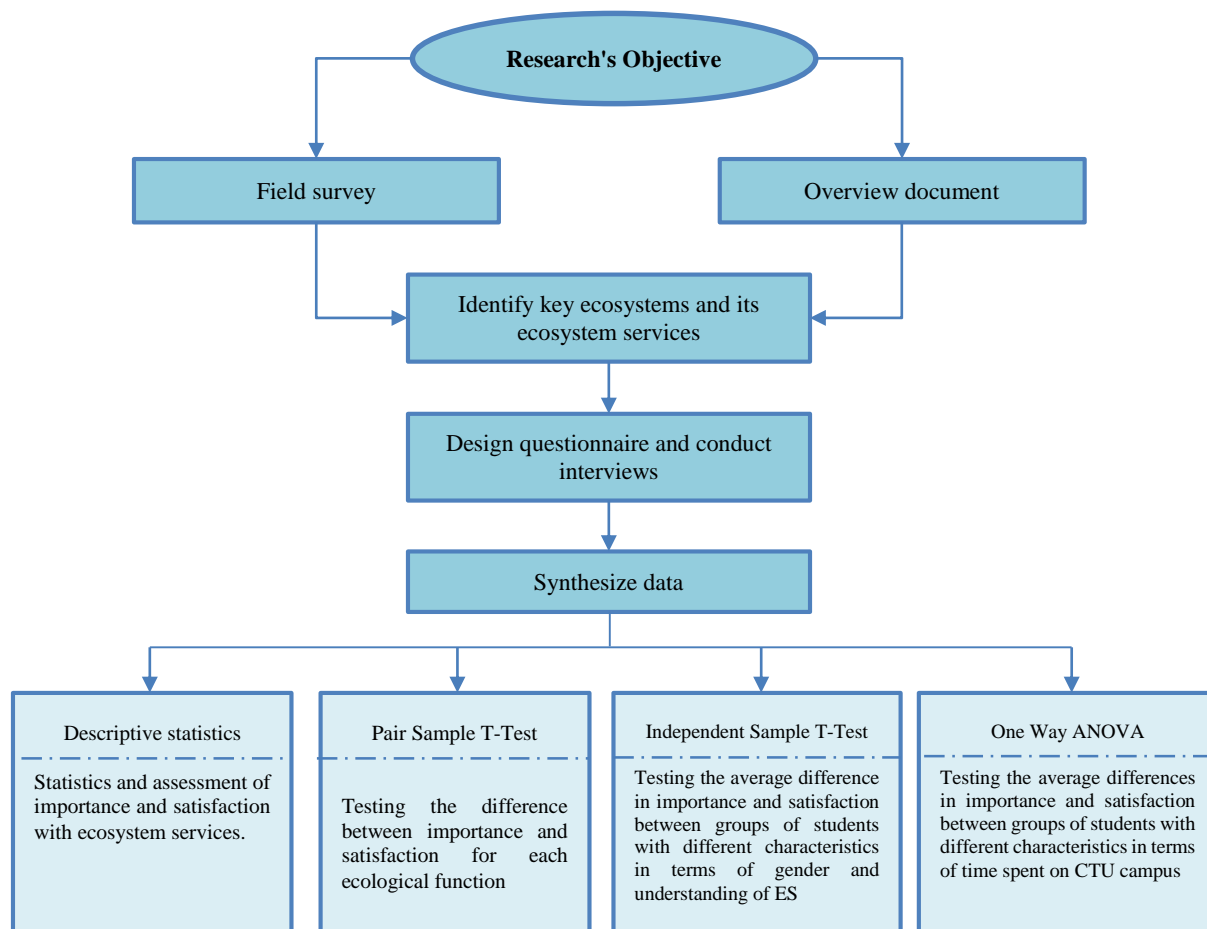 Research's Objective
Field survey
Overview document
Identify key ecosystems and its
ecosystem services
Design questionnaire and conduct
interviews
Synthesize data
Descriptive statistics
Statistics and assessment of
importance and satisfaction
with ecosystem services.
Pair Sample T-Test
Testing the difference
between importance and
satisfaction for each
ecological function
Independent Sample T-Test
Testing the average difference
in importance and satisfaction
between groups of students
with different characteristics
in terms of gender and
understanding of ES
One Way ANOVA
Testing the average differences
in importance and satisfaction
between groups of students with
different characteristics in terms
of time spent on CTU campus